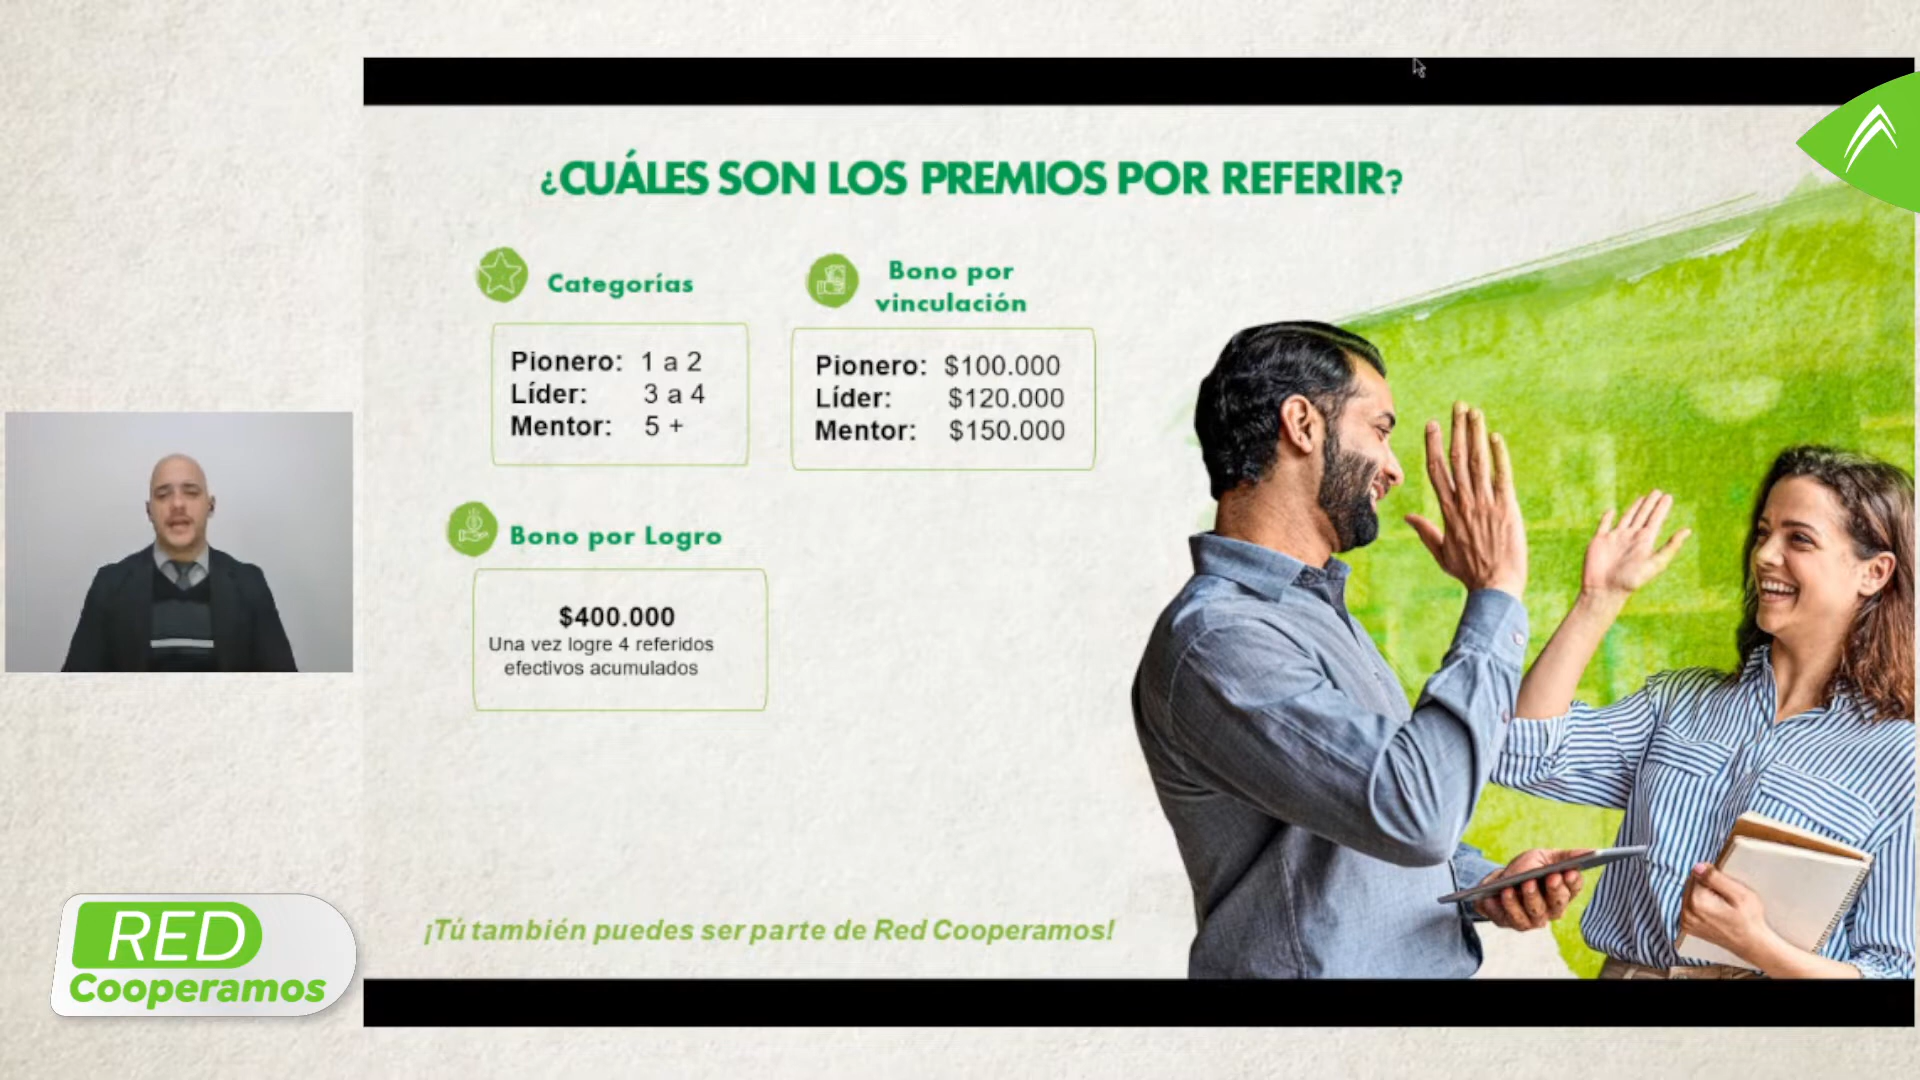 ¿CUÁLES SON LOS PREMIOS POR REFERIR?
Categorías
Pionero: 1 a 2
Líder: 3 a 4
Mentor: 5 +
Bono por
vinculación
Pionero: $100.000
Líder: $120.000
Mentor: $150.000
Bono por Logro
$400.000
Una vez logre 4 referidos
efectivos acumulados
¡Tú también puedes ser parte de Red Cooperamos!
RED
Cooperamos